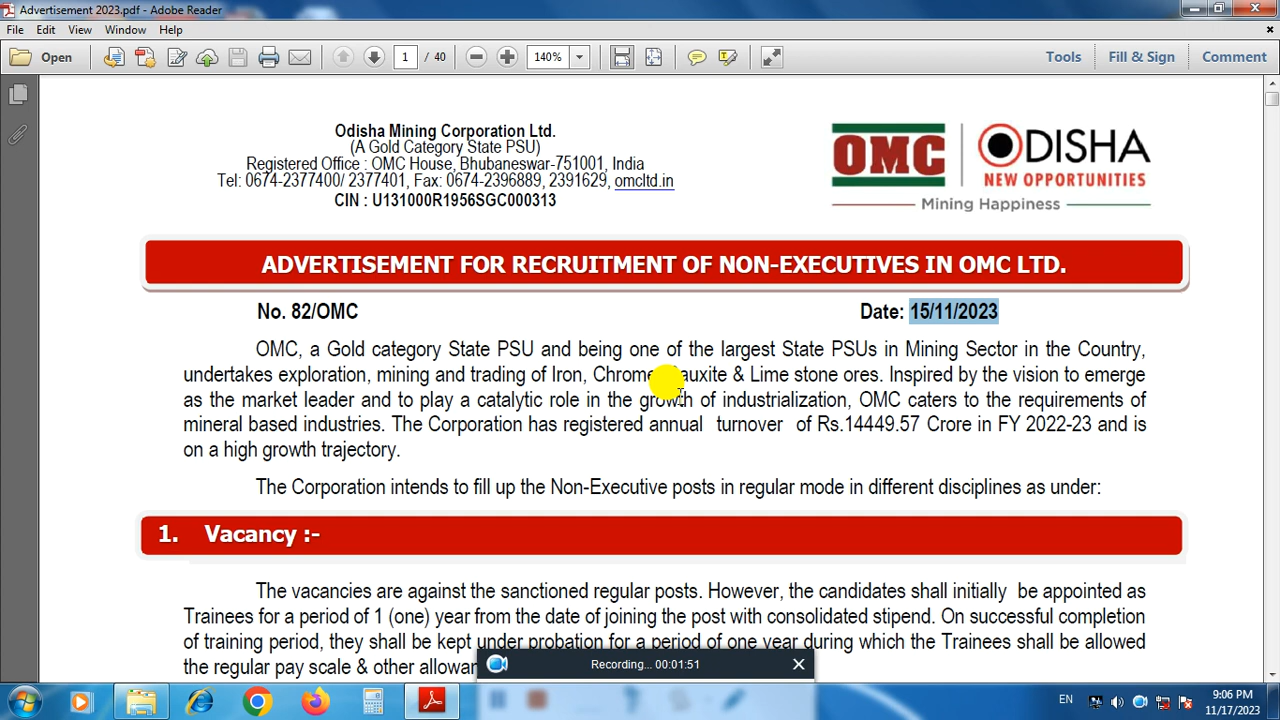 Advertisement 2023.pdf - Adobe Reader
File Edit View Window Help
Open 1 / 40 140% Tools Fill & Sign Comment
Odisha Mining Corporation Ltd.
(A Gold Category State PSU)
Registered Office : OMC House, Bhubaneswar-751001, India
Tel: 0674-2377400/ 2377401, Fax: 0674-2396889, 2391629, omcltd.in
CIN : U131000R1956SGC000313
OMC ODISHA
NEW OPPORTUNITIES
Mining Happiness
ADVERTISEMENT FOR RECRUITMENT OF NON-EXECUTIVES IN OMC LTD.
No. 82/OMC Date: 15/11/2023
OMC, a Gold category State PSU and being one of the largest State PSUs in Mining Sector in the Country,
undertakes exploration, mining and trading of Iron, Chrome auxite & Lime stone ores. Inspired by the vision to emerge
as the market leader and to play a catalytic role in the growth of industrialization, OMC caters to the requirements of
mineral based industries. The Corporation has registered annual turnover of Rs.14449.57 Crore in FY 2022-23 and is
on a high growth trajectory.
The Corporation intends to fill up the Non-Executive posts in regular mode in different disciplines as under:
1. Vacancy :-
The vacancies are against the sanctioned regular posts. However, the candidates shall initially be appointed as
Trainees for a period of 1 (one) year from the date of joining the post with consolidated stipend. On successful completion
of training period, they shall be kept under probation for a period of one year during which the Trainees shall be allowed
the regular pay scale & other allowan
Recording... 00:01:51
EN 9:06 PM
11/17/2023